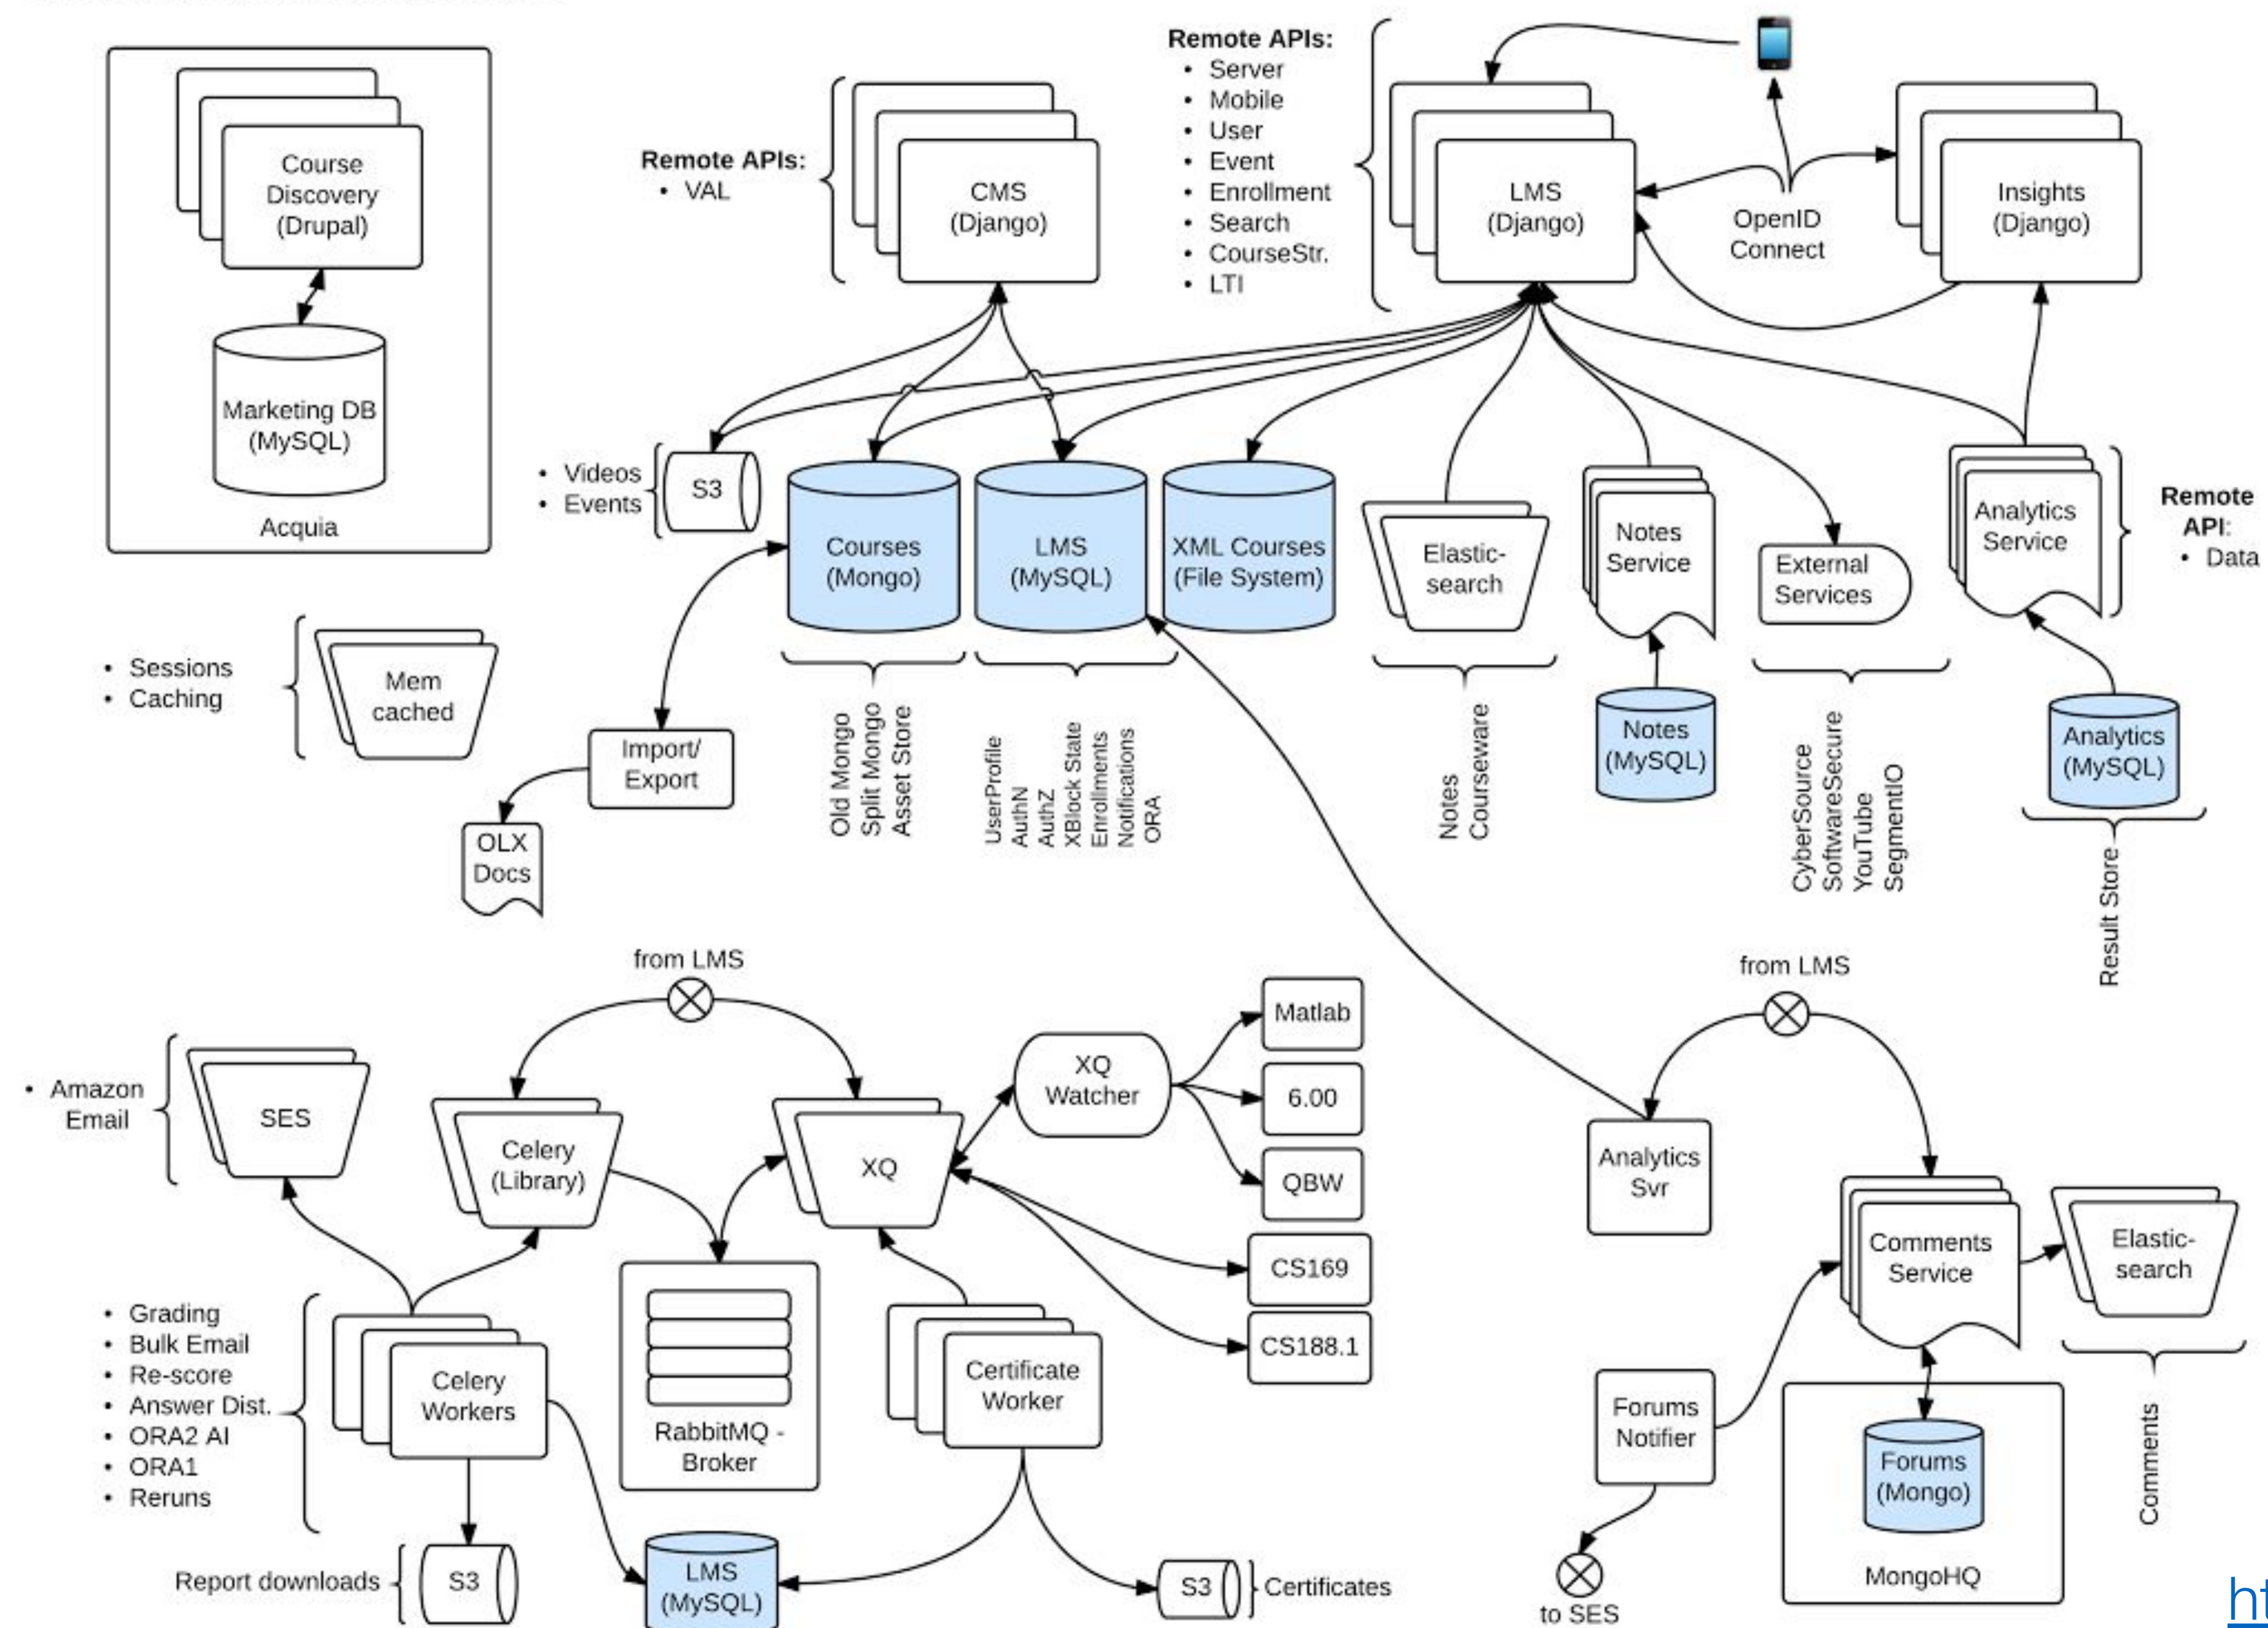 Remote APIs:
• Server
• Mobile
• User
• Event
• Enrollment
• Search
• CourseStr.
• LTI
Remote APIs:
• VAL
Course
Discovery
(Drupal)
Marketing DB
(MySQL)
Acquia
CMS
(Django)
LMS
(Django)
OpenID
Connect
Insights
(Django)
• Videos
• Events
S3
Courses
(Mongo)
LMS
(MySQL)
XML Courses
(File System)
Elastic-
search
Notes
Service
External
Services
Analytics
Service
Remote
API:
• Data
• Sessions
• Caching
Mem
cached
Import/
Export
OLX
Docs
Old Mongo
Split Mongo
Asset Store
UserProfile
AuthN
AuthZ
XBlock State
Enrollments
Notifications
ORA
Notes
Courseware
Notes
(MySQL)
CyberSource
SoftwareSecure
YouTube
SegmentIO
Analytics
(MySQL)
Result Store
from LMS
from LMS
• Amazon
Email
SES
Celery
(Library)
XQ
XQ
Watcher
Matlab
6.00
QBW
CS169
CS188.1
Analytics
Svr
Comments
Service
Elastic-
search
Comments
• Grading
• Bulk Email
• Re-score
• Answer Dist.
• ORA2 AI
• ORA1
• Reruns
Celery
Workers
RabbitMQ -
Broker
Certificate
Worker
Forums
Notifier
Forums
(Mongo)
MongoHQ
Report downloads
S3
LMS
(MySQL)
S3
Certificates
to SES
ht